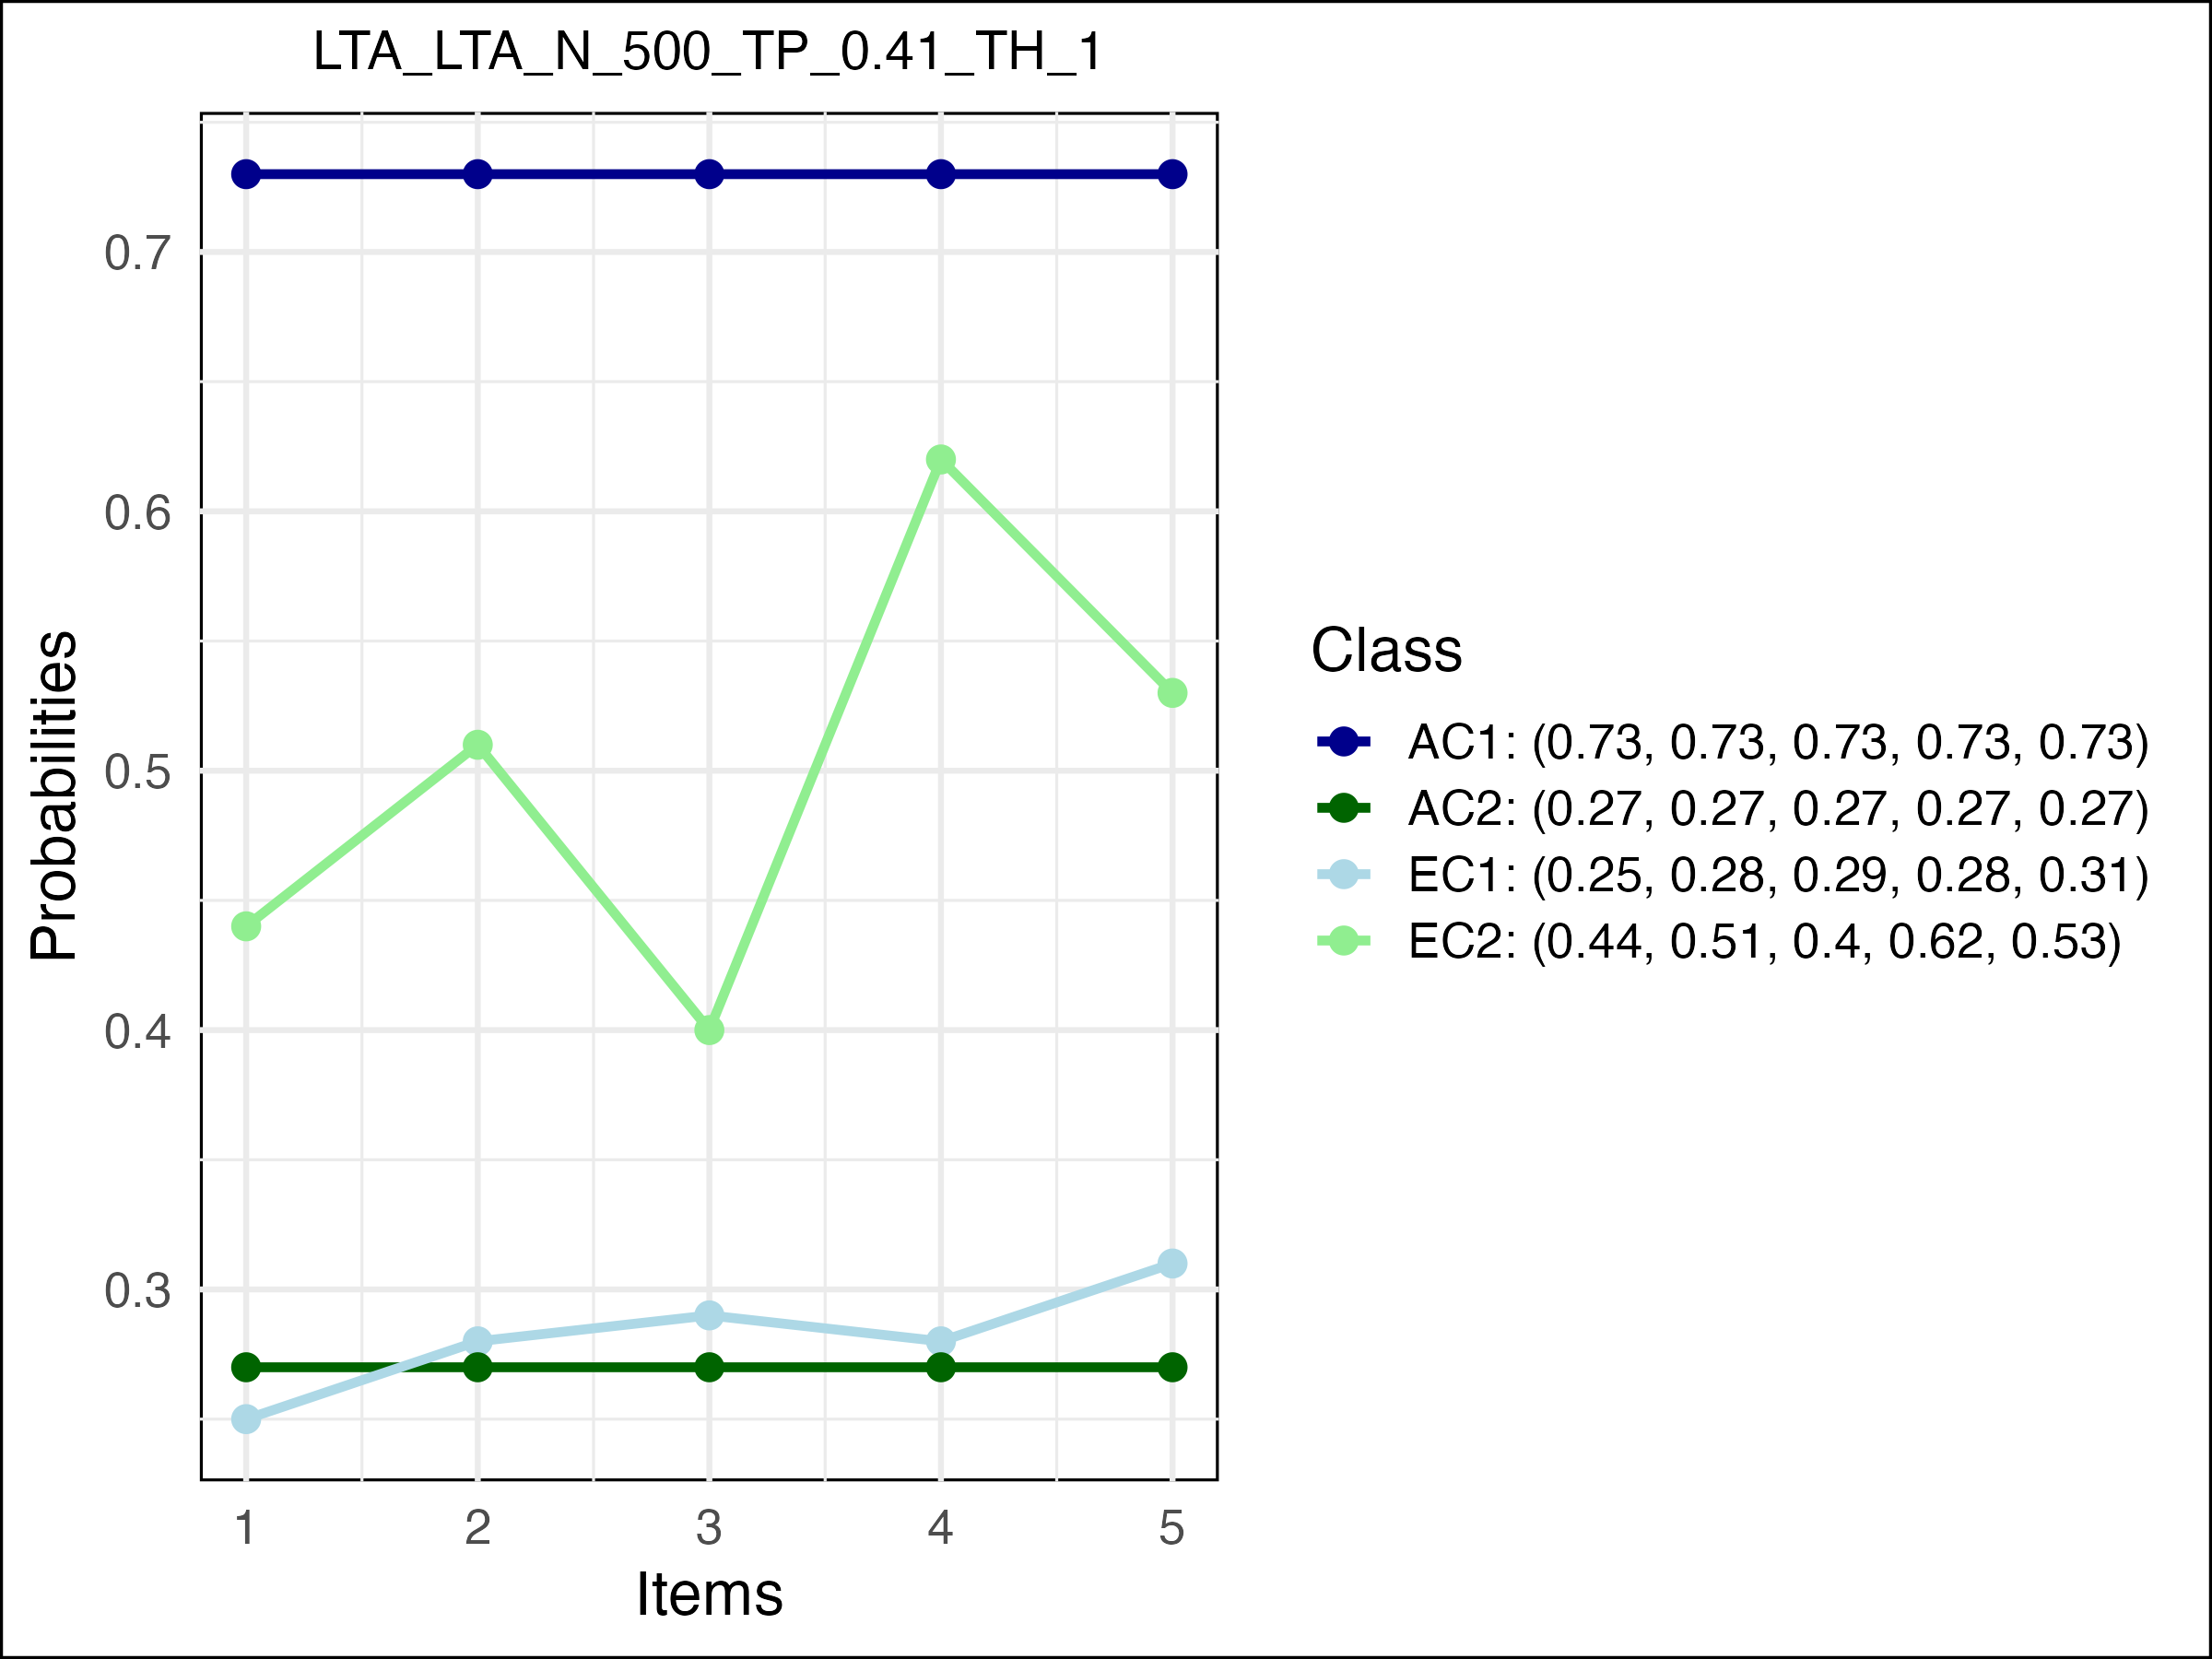 LTA_LTA_N_500_TP_0.41_TH_1
Probabilities
0.7
0.6
0.5
0.4
0.3
1 2 3 4 5
Items
Class
AC1: (0.73, 0.73, 0.73, 0.73, 0.73)
AC2: (0.27, 0.27, 0.27, 0.27, 0.27)
EC1: (0.25, 0.28, 0.29, 0.28, 0.31)
EC2: (0.44, 0.51, 0.4, 0.62, 0.53)